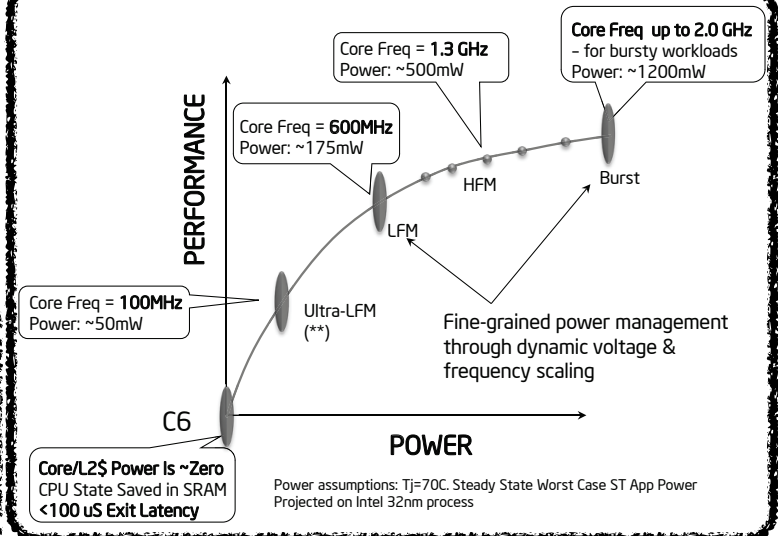 Core Freq up to 2.0 GHz
– for bursty workloads
Power: ~1200mW
Core Freq = 1.3 GHz
Power: ~500mW
Core Freq = 600MHz
Power: ~175mW
PERFORMANCE
HFM
Burst
LFM
Core Freq = 100MHz
Power: ~50mW
Ultra-LFM
(**)
Fine-grained power management
through dynamic voltage &
frequency scaling
C6
POWER
Core/L2$ Power Is ~Zero
CPU State Saved in SRAM
<100 uS Exit Latency
Power assumptions: Tj=70C. Steady State Worst Case ST App Power
Projected on Intel 32nm process